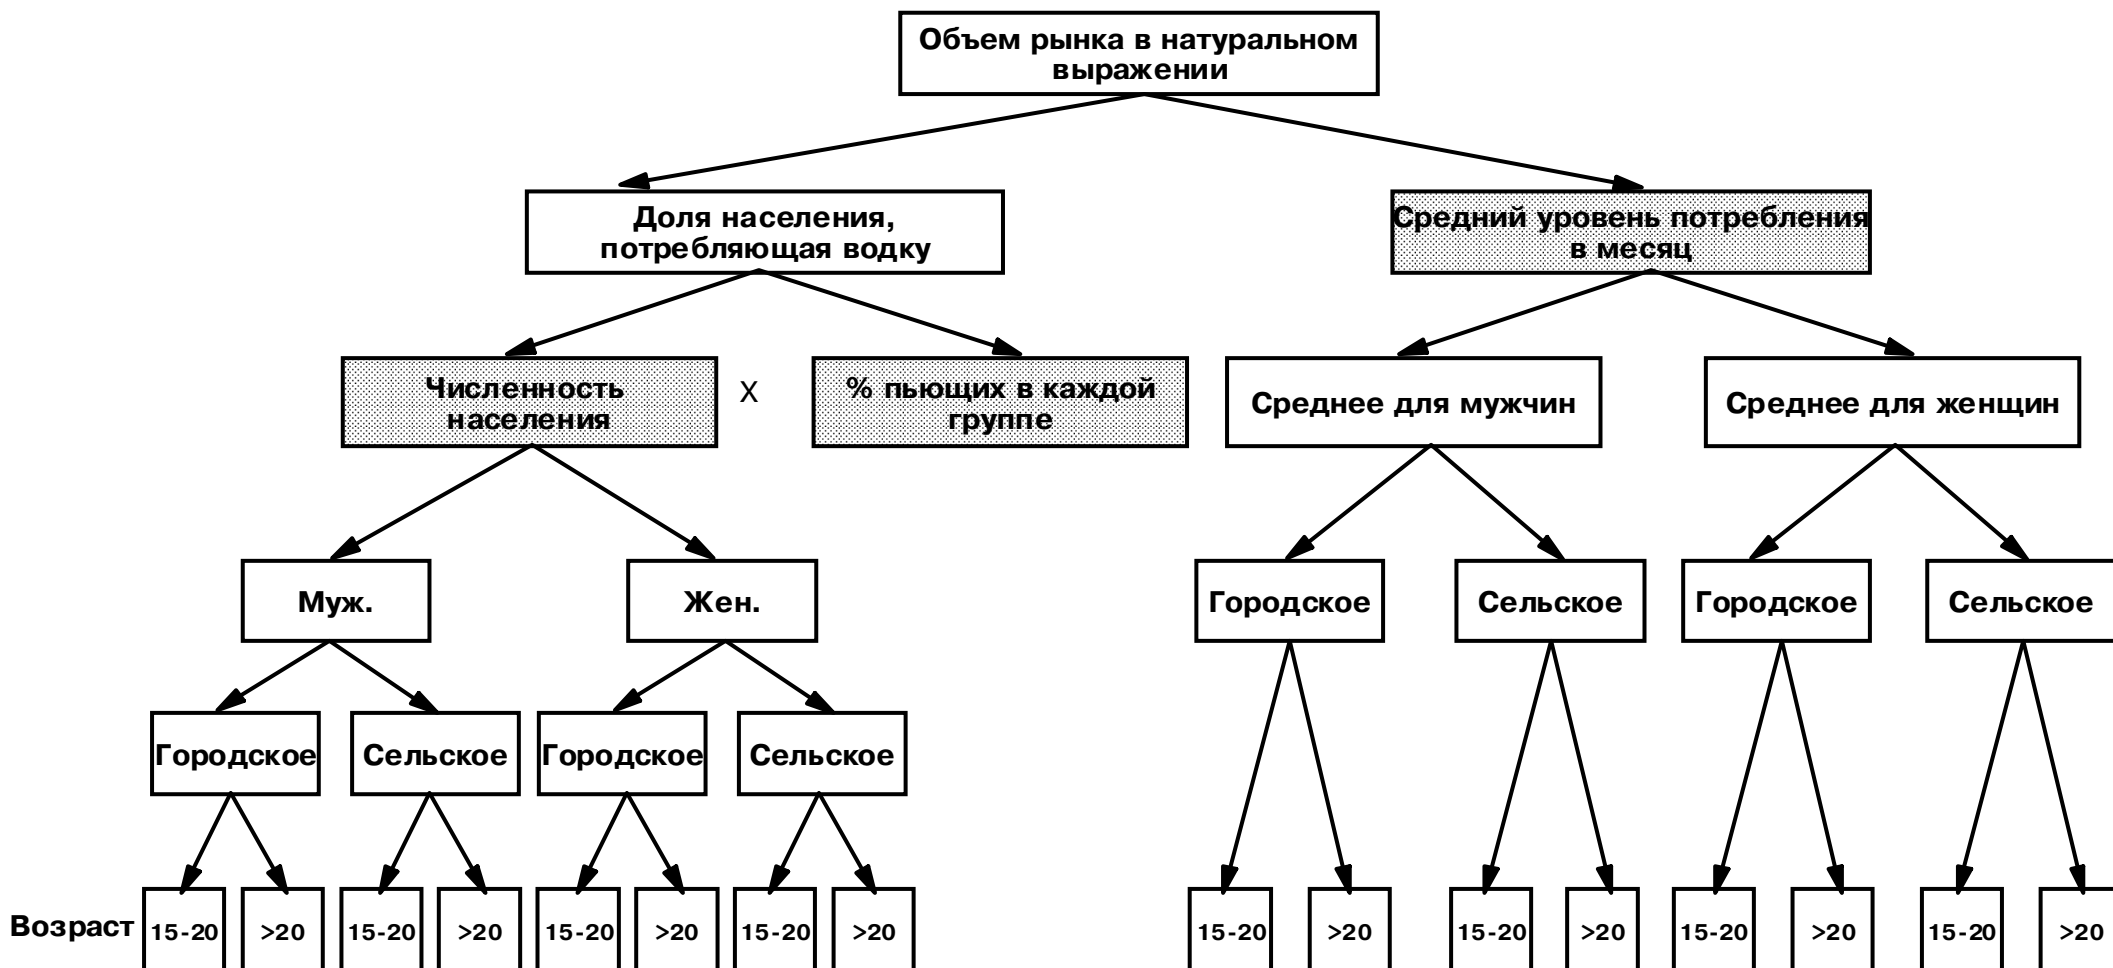 Объем рынка в натуральном
выражении
Доля населения,
потребляющая водку
Средний уровень потребления
в месяц
Численность
населения
X
% пьющих в каждой
группе
Среднее для мужчин
Среднее для женщин
Муж.
Жен.
Городское
Сельское
Городское
Сельское
Городское
Сельское
Городское
Сельское
Возраст
15-20
>20
15-20
>20
15-20
>20
15-20
>20
15-20
>20
15-20
>20
15-20
>20
15-20
>20